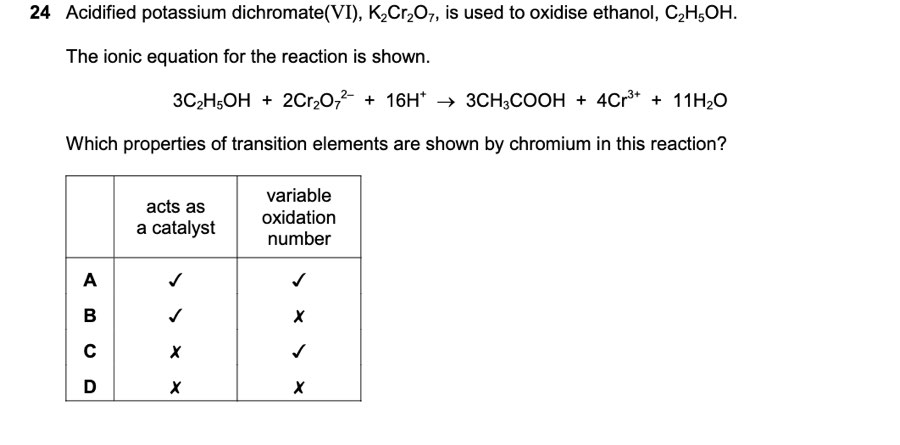 24 Acidified potassium dichromate(VI), K₂Cr₂O₇, is used to oxidise ethanol, C₂H₅OH.
The ionic equation for the reaction is shown.
3C₂H₅OH + 2Cr₂O₇²⁻ + 16H⁺ → 3CH₃COOH + 4Cr³⁺ + 11H₂O
Which properties of transition elements are shown by chromium in this reaction?
acts as
a catalyst
variable
oxidation
number
A ✓ ✓
B ✓ ✗
C ✗ ✓
D ✗ ✗